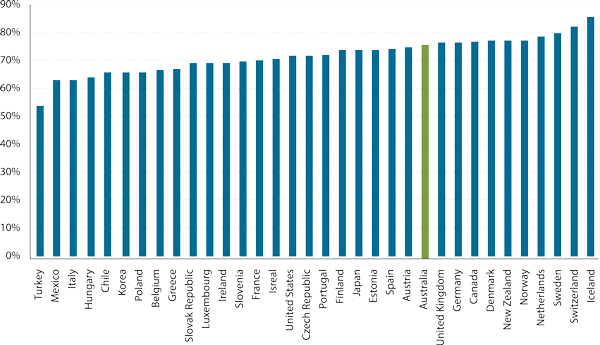 90%
80%
70%
60%
50%
40%
30%
20%
10%
0%
Turkey
Mexico
Italy
Hungary
Chile
Korea
Poland
Belgium
Greece
Slovak Republic
Luxembourg
Ireland
Slovenia
France
Isreal
United States
Czech Republic
Portugal
Finland
Japan
Estonia
Spain
Austria
Australia
United Kingdom
Germany
Canada
Denmark
New Zealand
Norway
Netherlands
Sweden
Switzerland
Iceland